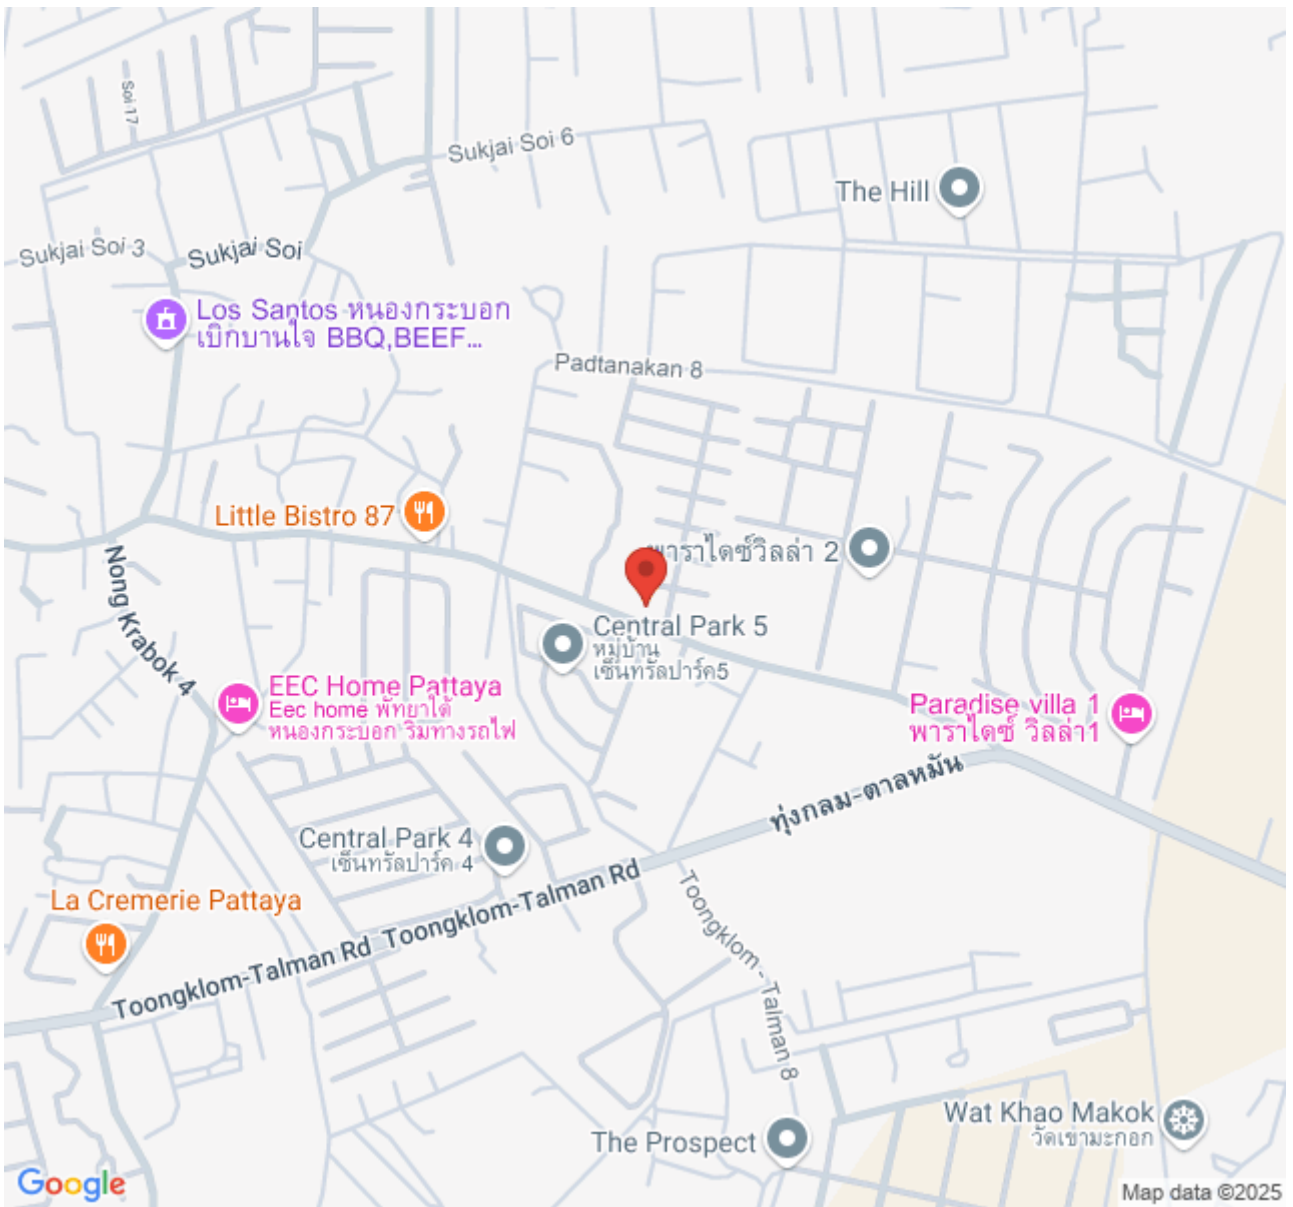 Soi 17
Sukjai Soi 6
The Hill
Sukjai Soi 3
Sukjai Soi
Los Santos หนองกระบอก
เบิกบานใจ BBQ,BEEF...
Padtanakan 8
Little Bistro 87
พาราไดซ์วิลล่า 2
Nong Krabok 4
Central Park 5
หมู่บ้าน
เซ็นทรัลปาร์ค5
EEC Home Pattaya
Eec home พัทยาใต้
หนองกระบอก ริมทางรถไฟ
Paradise villa 1
พาราไดซ์ วิลล่า1
ทุ่งกลม-ตาลหมัน
Central Park 4
เซ็นทรัลปาร์ค 4
La Cremerie Pattaya
Toongklom-Talman Rd
Toongklom-Talman Rd
Toongklom - Talman 8
Wat Khao Makok
วัดเขามะกอก
The Prospect
Google
Map data ©2025